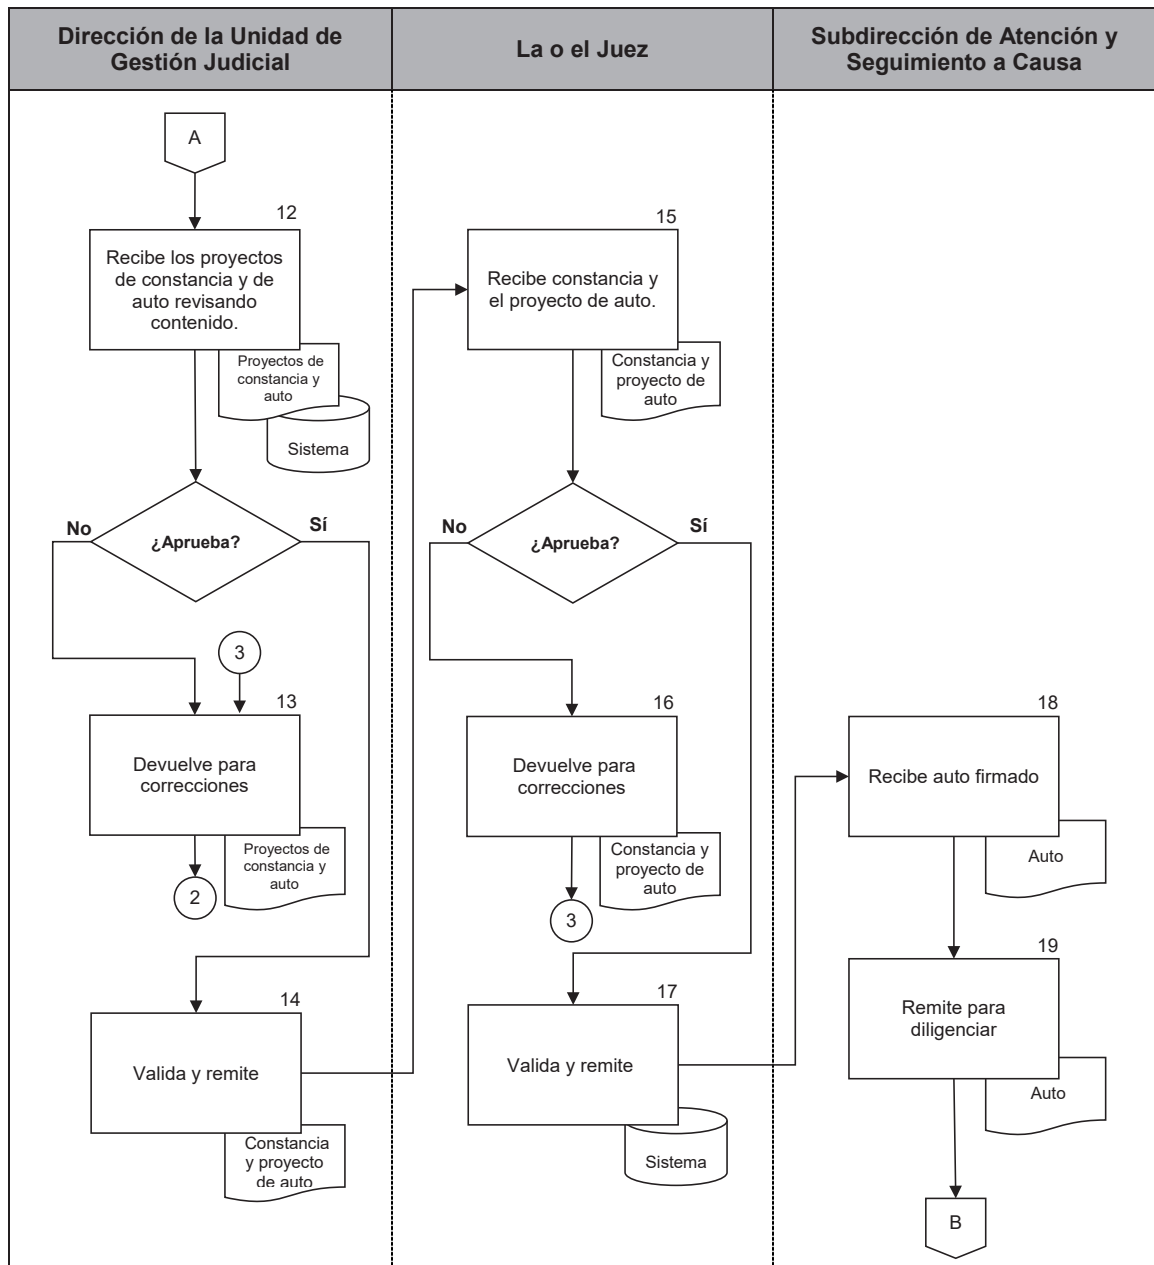 Dirección de la Unidad de
Gestión Judicial
La o el Juez
Subdirección de Atención y
Seguimiento a Causa
A
12
Recibe los proyectos
de constancia y de
auto revisando
contenido.
Proyectos de
constancia y
auto
Sistema
¿Aprueba?
No
Sí
3
13
Devuelve para
correcciones
Proyectos de
constancia y
auto
2
14
Valida y remite
Constancia
y proyecto
de auto
15
Recibe constancia y
el proyecto de auto.
Constancia y
proyecto de
auto
¿Aprueba?
No
Sí
16
Devuelve para
correcciones
Constancia y
proyecto de
auto
3
17
Valida y remite
Sistema
18
Recibe auto firmado
Auto
19
Remite para
diligenciar
Auto
B